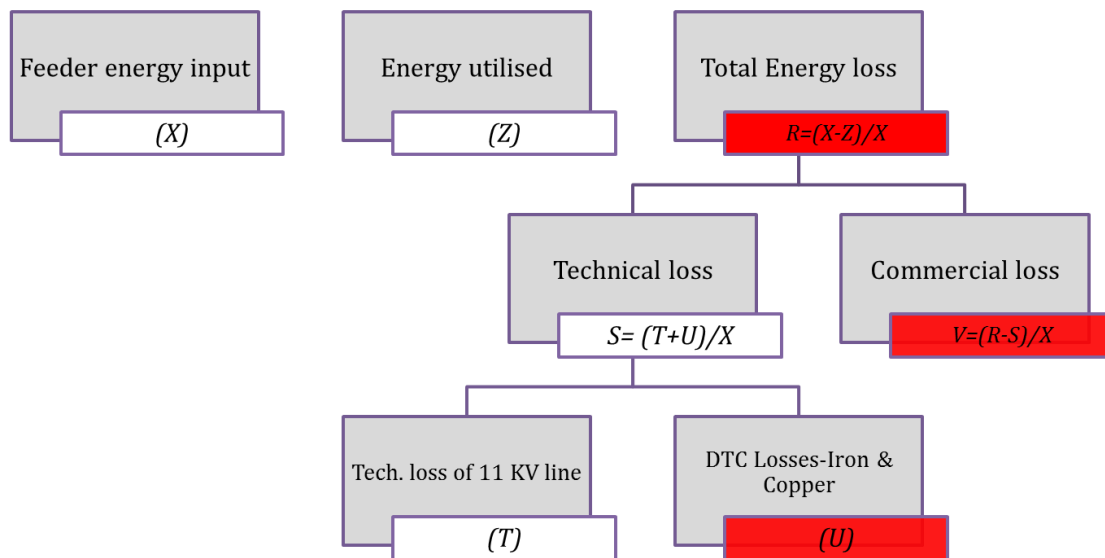 Feeder energy input
(X)
Energy utilised
(Z)
Total Energy loss
R=(X-Z)/X
Technical loss
S= (T+U)/X
Commercial loss
V=(R-S)/X
Tech. loss of 11 KV line
(T)
DTC Losses-Iron &
Copper
(U)